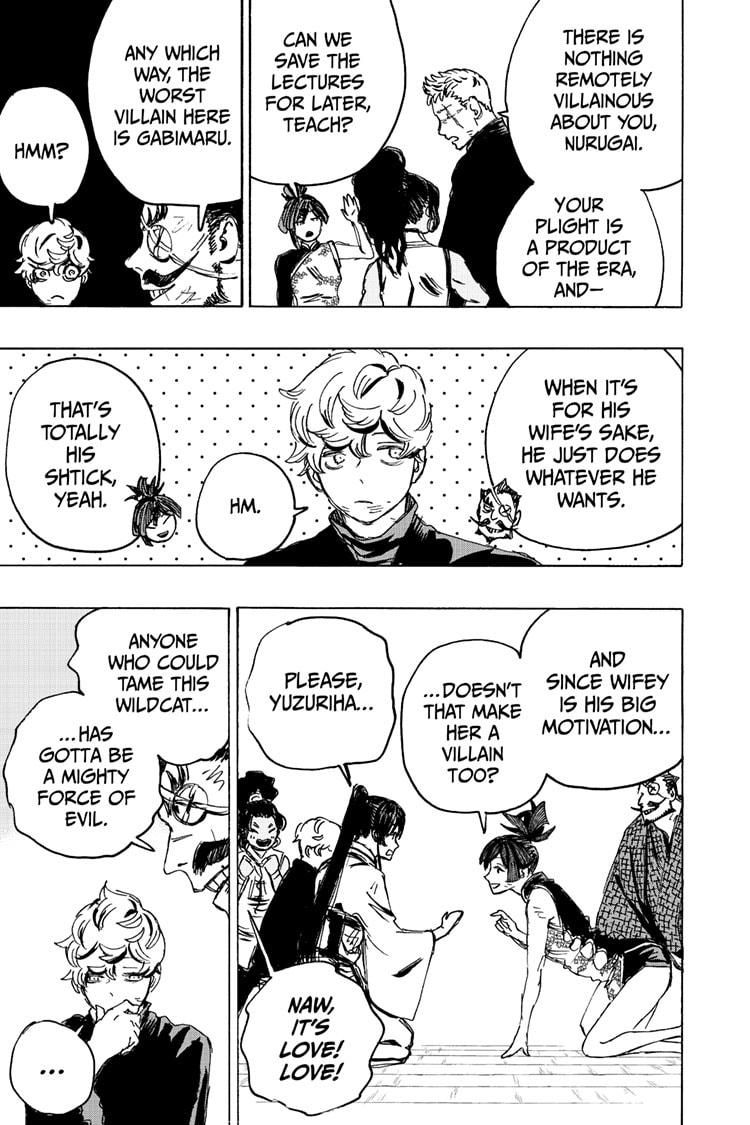 THERE IS
NOTHING
REMOTELY
VILLAINOUS
ABOUT YOU,
NURUGAI.
YOUR
PLIGHT IS
A PRODUCT
OF THE ERA,
AND—
CAN WE
SAVE THE
LECTURES
FOR LATER,
TEACH?
ANY WHICH
WAY, THE
WORST
VILLAIN HERE
IS GABIMARU.
HMM?
WHEN IT'S
FOR HIS
WIFE'S SAKE,
HE JUST DOES
WHATEVER HE
WANTS.
HM.
THAT'S
TOTALLY
HIS
SHTICK,
YEAH.
AND
SINCE WIFEY
IS HIS BIG
MOTIVATION...
...DOESN'T
THAT MAKE
HER A
VILLAIN
TOO?
PLEASE,
YUZURIHA...
NAW,
IT'S
LOVE!
LOVE!
ANYONE
WHO COULD
TAME THIS
WILDCAT...
...HAS
GOTTA BE
A MIGHTY
FORCE OF
EVIL.
...